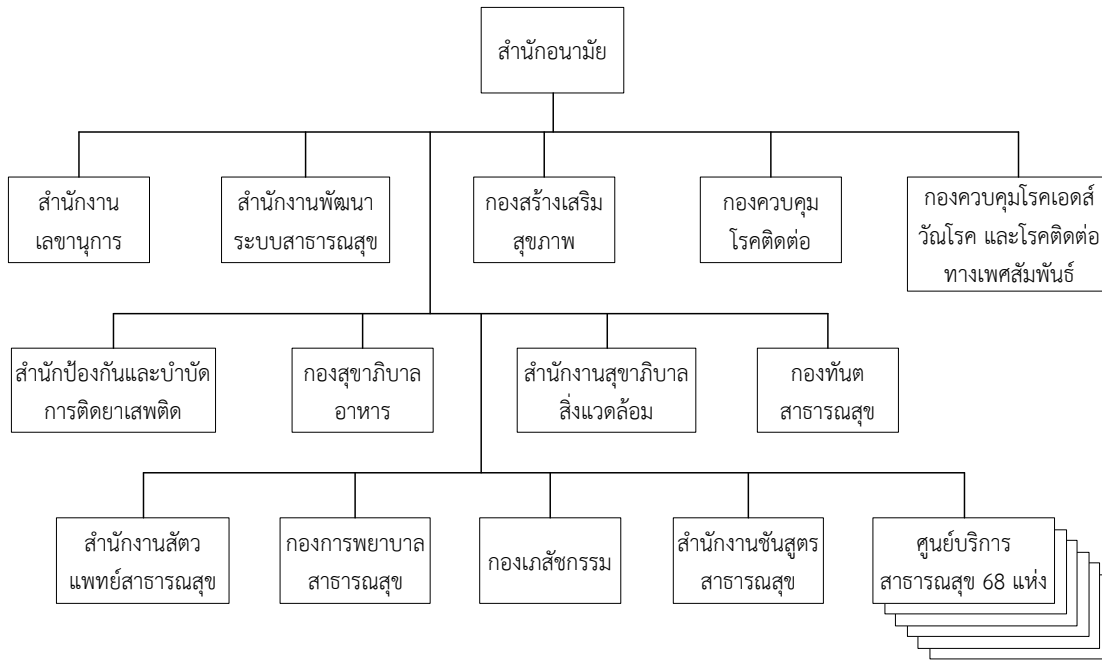 สำนักอนามัย
สำนักงาน
เลขานุการ
สำนักงานพัฒนา
ระบบสาธารณสุข
กองสร้างเสริม
สุขภาพ
กองควบคุม
โรคติดต่อ
กองควบคุมโรคเอดส์
วัณโรค และโรคติดต่อ
ทางเพศสัมพันธ์
สำนักป้องกันและบำบัด
การติดยาเสพติด
กองสุขาภิบาล
อาหาร
สำนักงานสุขาภิบาล
สิ่งแวดล้อม
กองทันต
สาธารณสุข
สำนักงานสัตว
แพทย์สาธารณสุข
กองการพยาบาล
สาธารณสุข
กองเภสัชกรรม
สำนักงานชันสูตร
สาธารณสุข
ศูนย์บริการ
สาธารณสุข 68 แห่ง